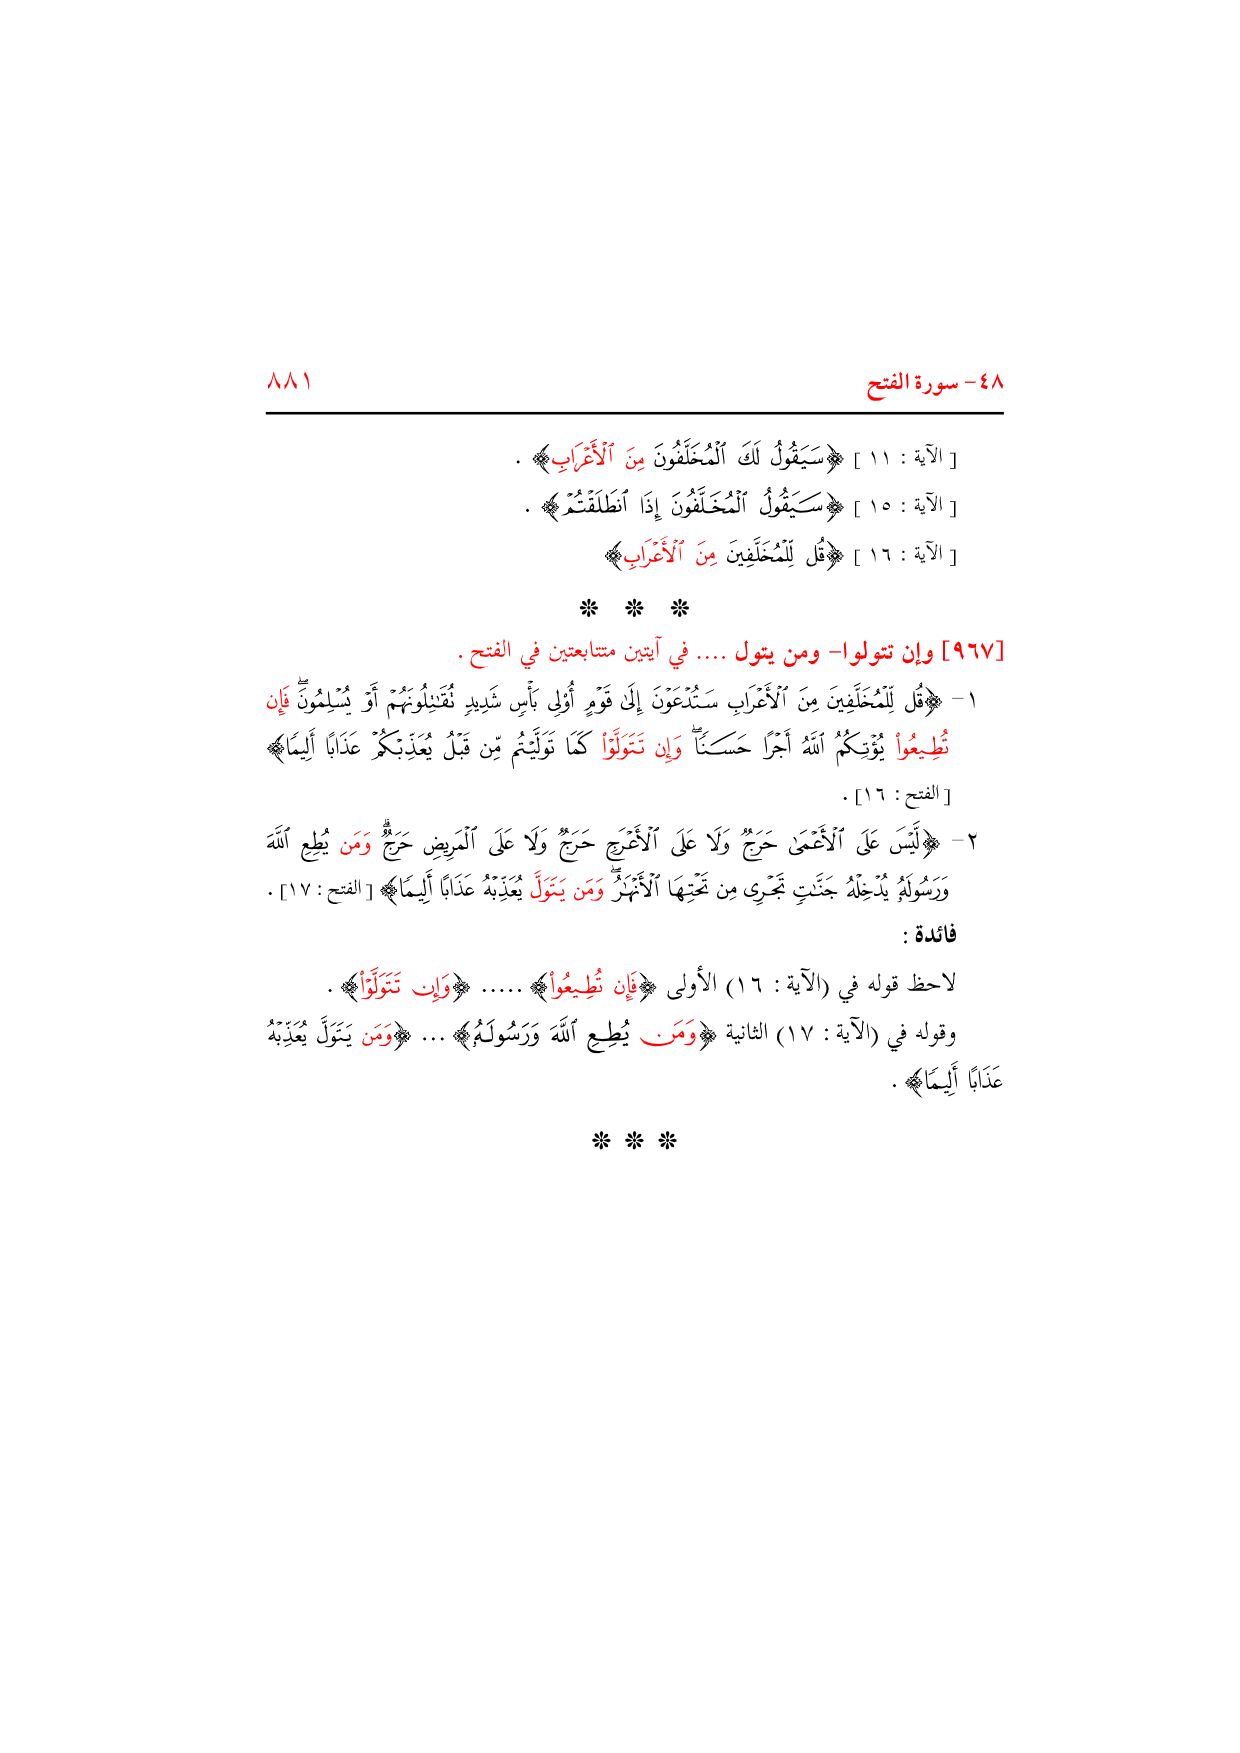 ٤٨- سورة الفتح ٨٨١
[ الآية : ١١ ] ﴿سَيَقُولُ لَكَ ٱلْمُخَلَّفُونَ مِنَ ٱلْأَعْرَابِ﴾ .
[ الآية : ١٥ ] ﴿سَيَقُولُ ٱلْمُخَلَّفُونَ إِذَا ٱنطَلَقْتُمْ﴾ .
[ الآية : ١٦ ] ﴿قُل لِّلْمُخَلَّفِينَ مِنَ ٱلْأَعْرَابِ﴾
❊ ❊ ❊
[٩٦٧] وإن تتولوا- ومن يتول .... في آيتين متتابعتين في الفتح .
١- ﴿قُل لِّلْمُخَلَّفِينَ مِنَ ٱلْأَعْرَابِ سَتُدْعَوْنَ إِلَىٰ قَوْمٍ أُوْلِى بَأْسٍ شَدِيدٍ تُقَـٰتِلُونَهُمْ أَوْ يُسْلِمُونَ ۖ فَإِن
تُطِيعُوا۟ يُؤْتِكُمُ ٱللَّهُ أَجْرًا حَسَنًا ۖ وَإِن تَتَوَلَّوْا۟ كَمَا تَوَلَّيْتُم مِّن قَبْلُ يُعَذِّبْكُمْ عَذَابًا أَلِيمًا﴾
[الفتح : ١٦] .
٢- ﴿لَّيْسَ عَلَى ٱلْأَعْمَىٰ حَرَجٌ وَلَا عَلَى ٱلْأَعْرَجِ حَرَجٌ وَلَا عَلَى ٱلْمَرِيضِ حَرَجٌ ۗ وَمَن يُطِعِ ٱللَّهَ
وَرَسُولَهُۥ يُدْخِلْهُ جَنَّـٰتٍ تَجْرِى مِن تَحْتِهَا ٱلْأَنْهَـٰرُ ۖ وَمَن يَتَوَلَّ يُعَذِّبْهُ عَذَابًا أَلِيمًا﴾ [الفتح : ١٧] .
فائدة :
لاحظ قوله في (الآية : ١٦) الأولى ﴿فَإِن تُطِيعُوا۟﴾ ..... ﴿وَإِن تَتَوَلَّوْا۟﴾ .
وقوله في (الآية : ١٧) الثانية ﴿وَمَن يُطِعِ ٱللَّهَ وَرَسُولَهُۥ﴾ ... ﴿وَمَن يَتَوَلَّ يُعَذِّبْهُ
عَذَابًا أَلِيمًا﴾ .
❊ ❊ ❊